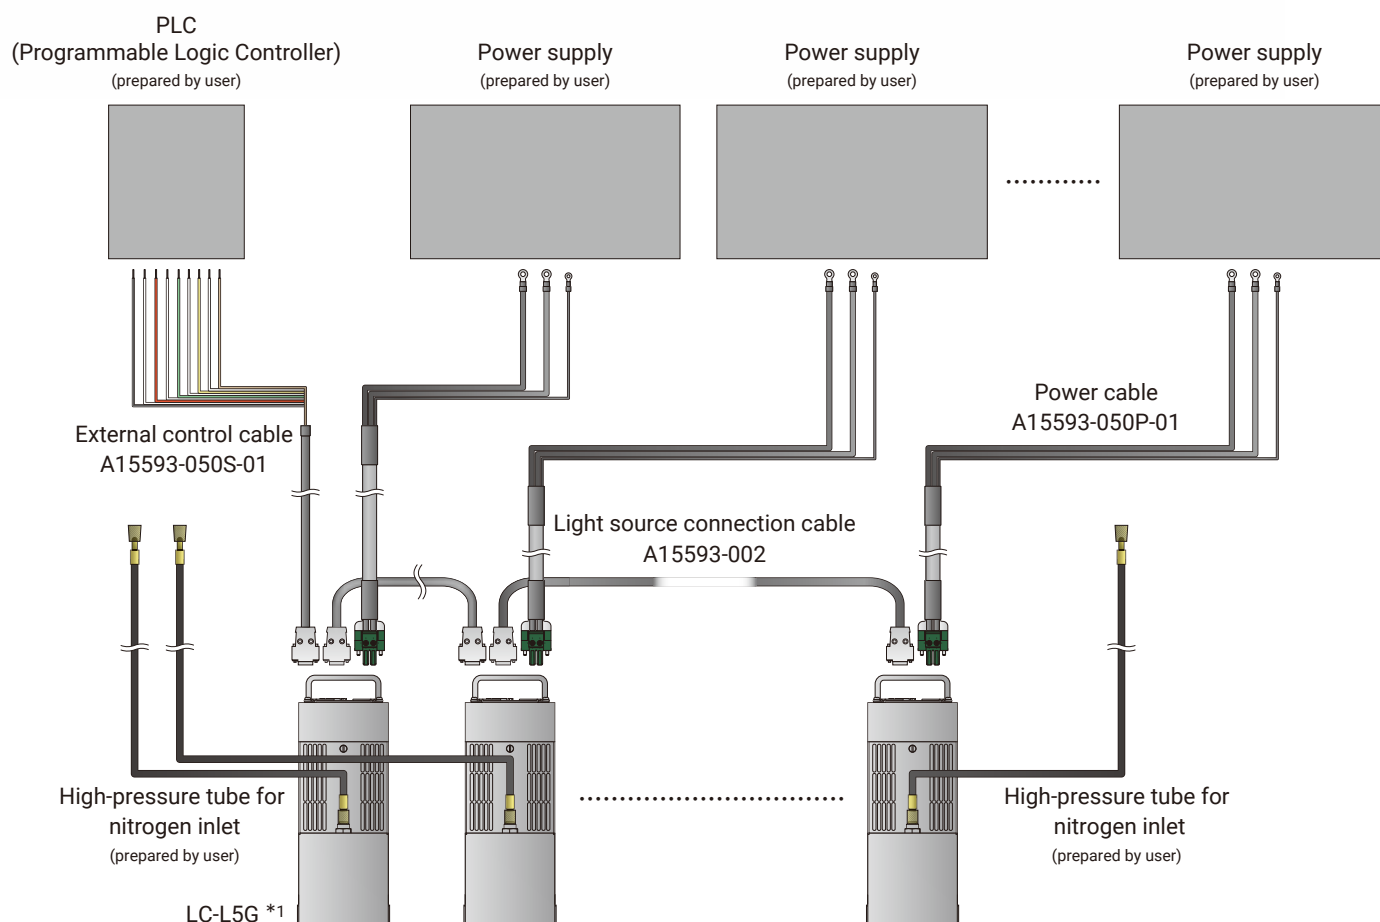 PLC
(Programmable Logic Controller)
(prepared by user)
Power supply
(prepared by user)
Power supply
(prepared by user)
Power supply
(prepared by user)
External control cable
A15593-050S-01
Power cable
A15593-050P-01
Light source connection cable
A15593-002
High-pressure tube for
nitrogen inlet
(prepared by user)
High-pressure tube for
nitrogen inlet
(prepared by user)
LC-L5G *1